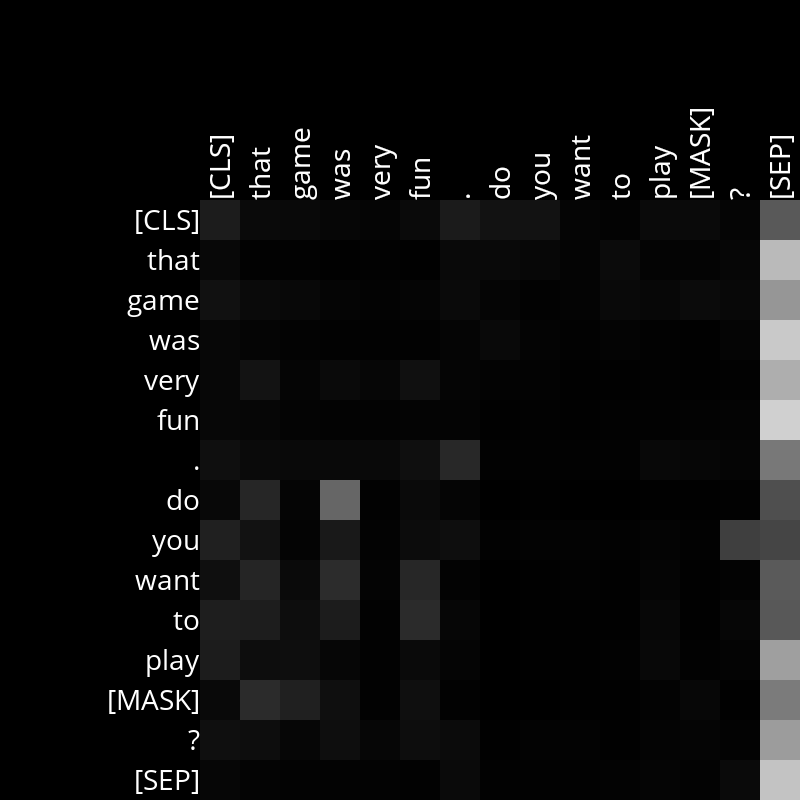 [CLS] that game was very fun . do you want to play [MASK] ? [SEP]
[CLS]
that
game
was
very
fun
.
do
you
want
to
play
[MASK]
?
[SEP]